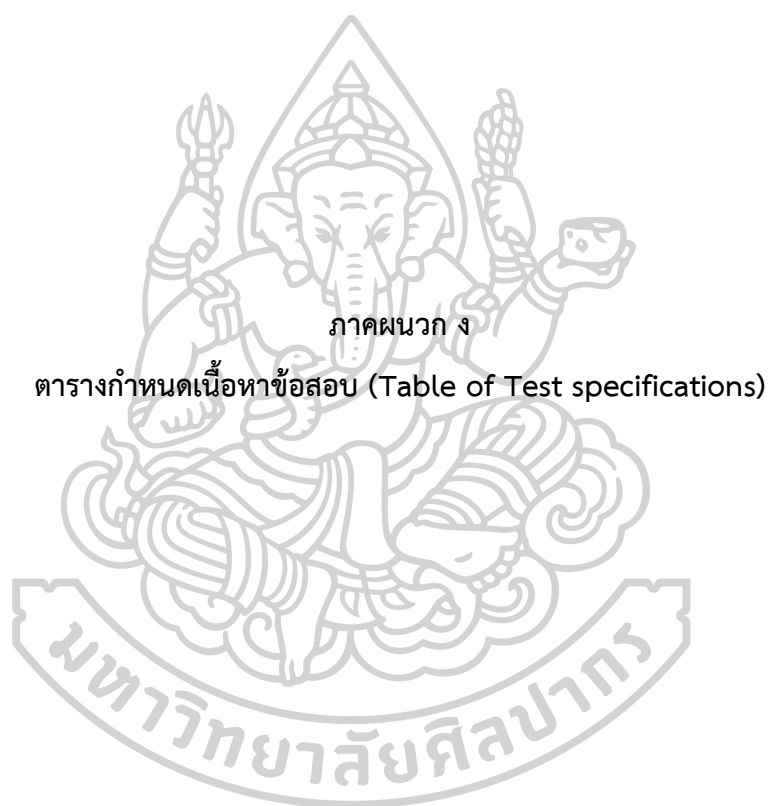 ภาคผนวก ง
ตารางกำหนดเนื้อหาข้อสอบ (Table of Test specifications)
มหาวิทยาลัยศิลปากร